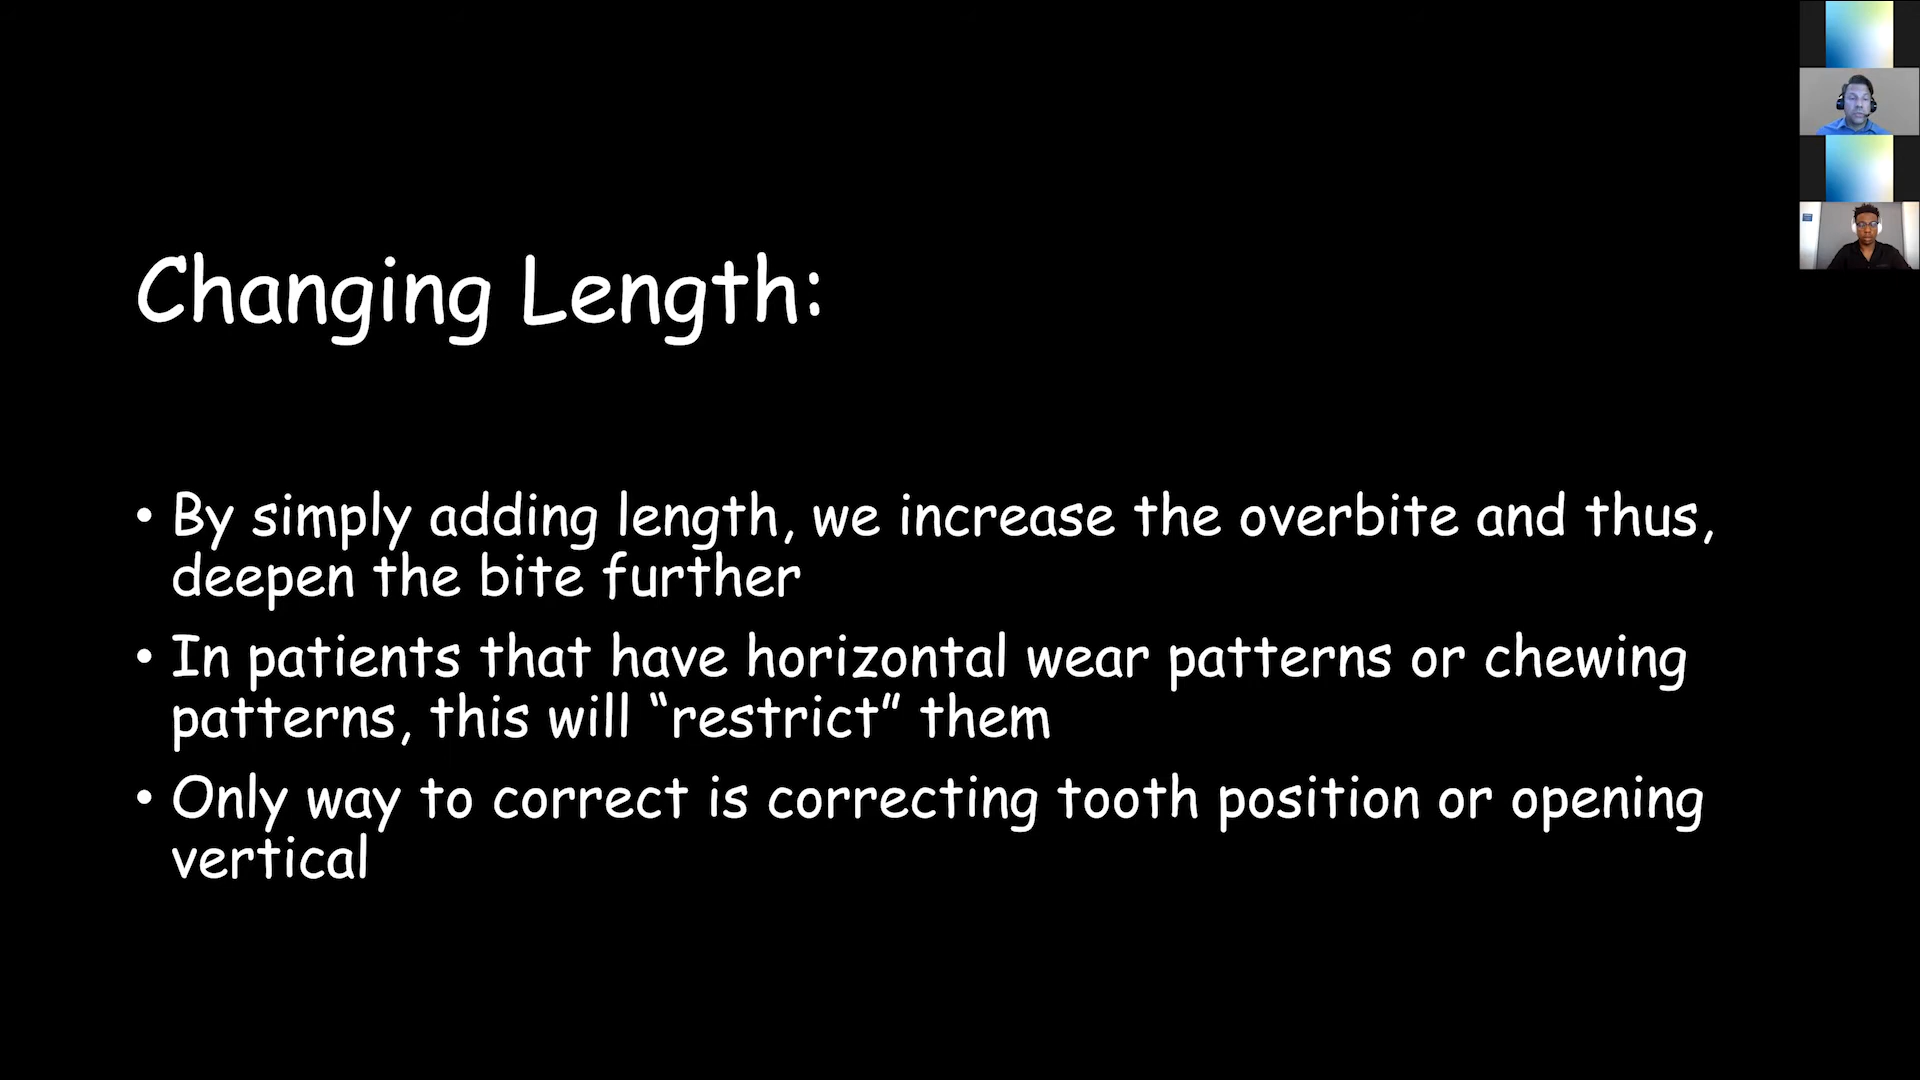 Changing Length:
• By simply adding length, we increase the overbite and thus,
deepen the bite further
• In patients that have horizontal wear patterns or chewing
patterns, this will “restrict” them
• Only way to correct is correcting tooth position or opening
vertical